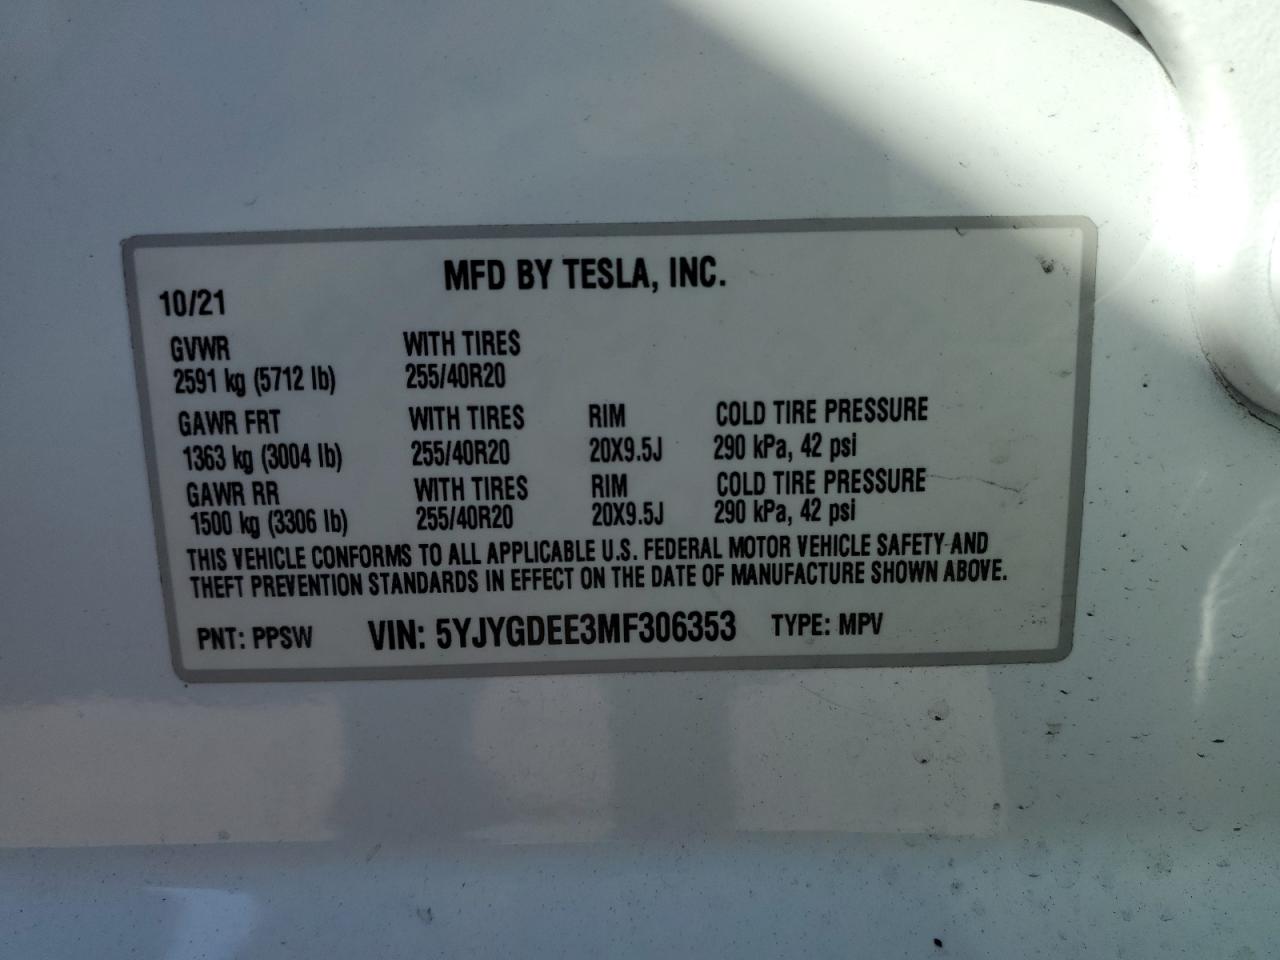 MFD BY TESLA, INC.
10/21
GVWR WITH TIRES
2591 kg (5712 lb) 255/40R20
GAWR FRT WITH TIRES RIM COLD TIRE PRESSURE
1363 kg (3004 lb) 255/40R20 20X9.5J 290 kPa, 42 psi
GAWR RR WITH TIRES RIM COLD TIRE PRESSURE
1500 kg (3306 lb) 255/40R20 20X9.5J 290 kPa, 42 psi
THIS VEHICLE CONFORMS TO ALL APPLICABLE U.S. FEDERAL MOTOR VEHICLE SAFETY AND
THEFT PREVENTION STANDARDS IN EFFECT ON THE DATE OF MANUFACTURE SHOWN ABOVE.
PNT: PPSW VIN: 5YJYGDEE3MF306353 TYPE: MPV